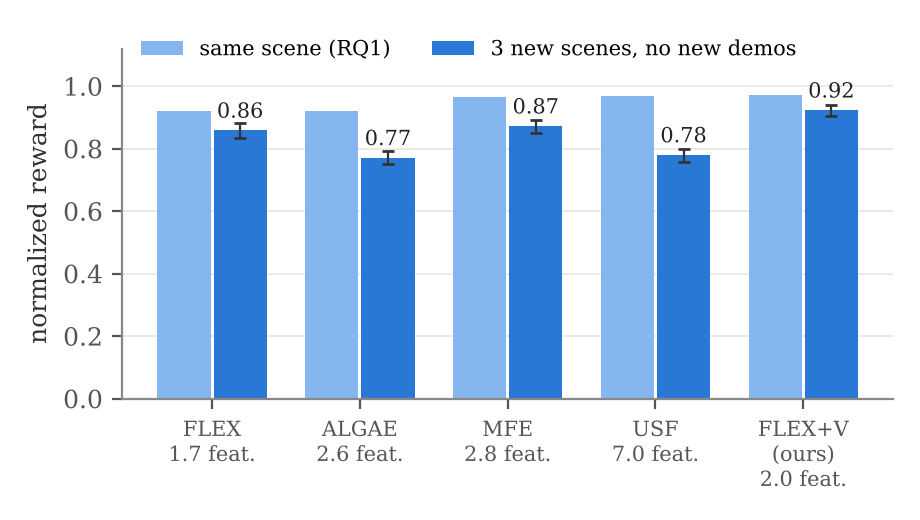 same scene (RQ1)
3 new scenes, no new demos
normalized reward
1.0
0.8
0.6
0.4
0.2
0.0
0.86
0.77
0.87
0.78
0.92
FLEX
1.7 feat.
ALGAE
2.6 feat.
MFE
2.8 feat.
USF
7.0 feat.
FLEX+V
(ours)
2.0 feat.